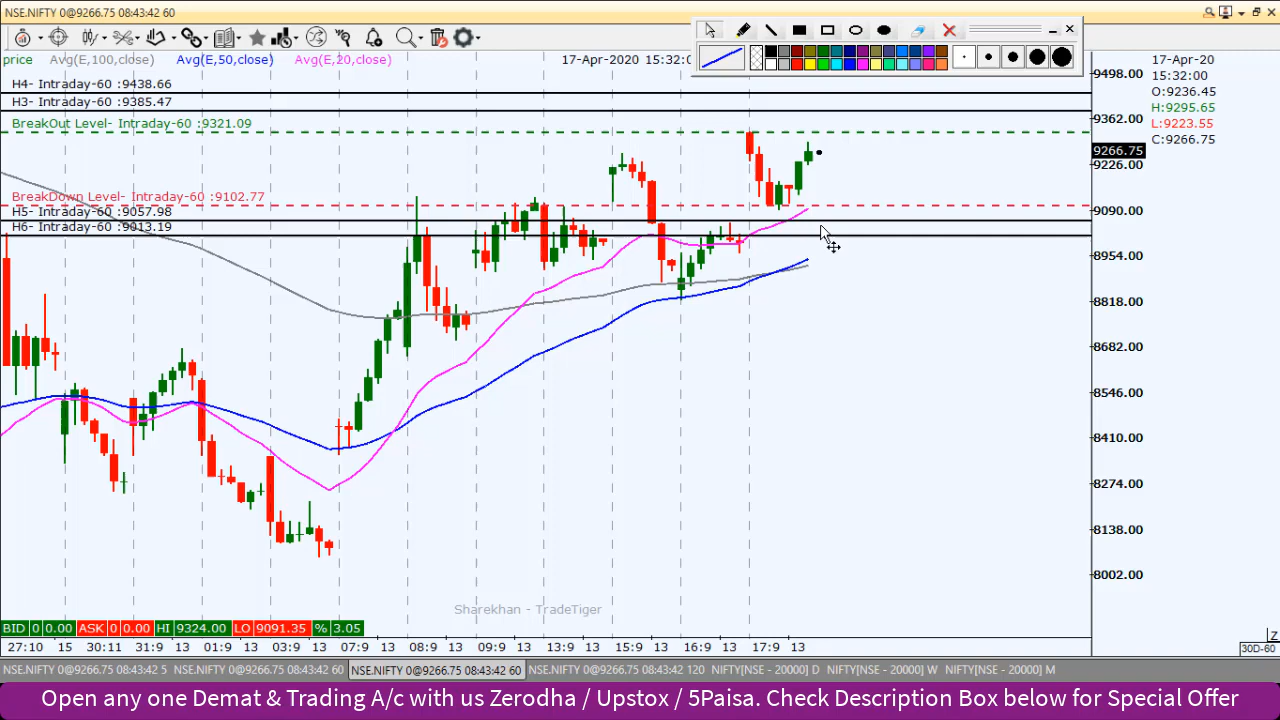 NSE.NIFTY 0@9266.75 08:43:42 60
price Avg(E,100,close) Avg(E,50,close) Avg(E,20,close) 17-Apr-2020 15:32:0
17-Apr-20
15:32:00
O:9236.45
H:9295.65
L:9223.55
C:9266.75
H4- Intraday-60 :9438.66
H3- Intraday-60 :9385.47
BreakOut Level- Intraday-60 :9321.09
BreakDown Level- Intraday-60 :9102.77
H5- Intraday-60 :9057.98
H6- Intraday-60 :9013.19
9498.00
9362.00
9266.75
9226.00
9090.00
8954.00
8818.00
8682.00
8546.00
8410.00
8274.00
8138.00
8002.00
Sharekhan - TradeTiger
BID 0 0.00 ASK 0 0.00 HI 9324.00 LO 9091.35 % 3.05
27:10 15 30:11 31:9 13 01:9 13 03:9 13 07:9 13 08:9 13 09:9 13 13:9 13 15:9 13 16:9 13 17:9 13
Z
30D-60
NSE.NIFTY 0@9266.75 08:43:42 5 NSE.NIFTY 0@9266.75 08:43:42 60 NSE.NIFTY 0@9266.75 08:43:42 60 NSE.NIFTY 0@9266.75 08:43:42 120 NIFTY[NSE - 20000] D NIFTY[NSE - 20000] W NIFTY[NSE - 20000] M
Open any one Demat & Trading A/c with us Zerodha / Upstox / 5Paisa. Check Description Box below for Special Offer